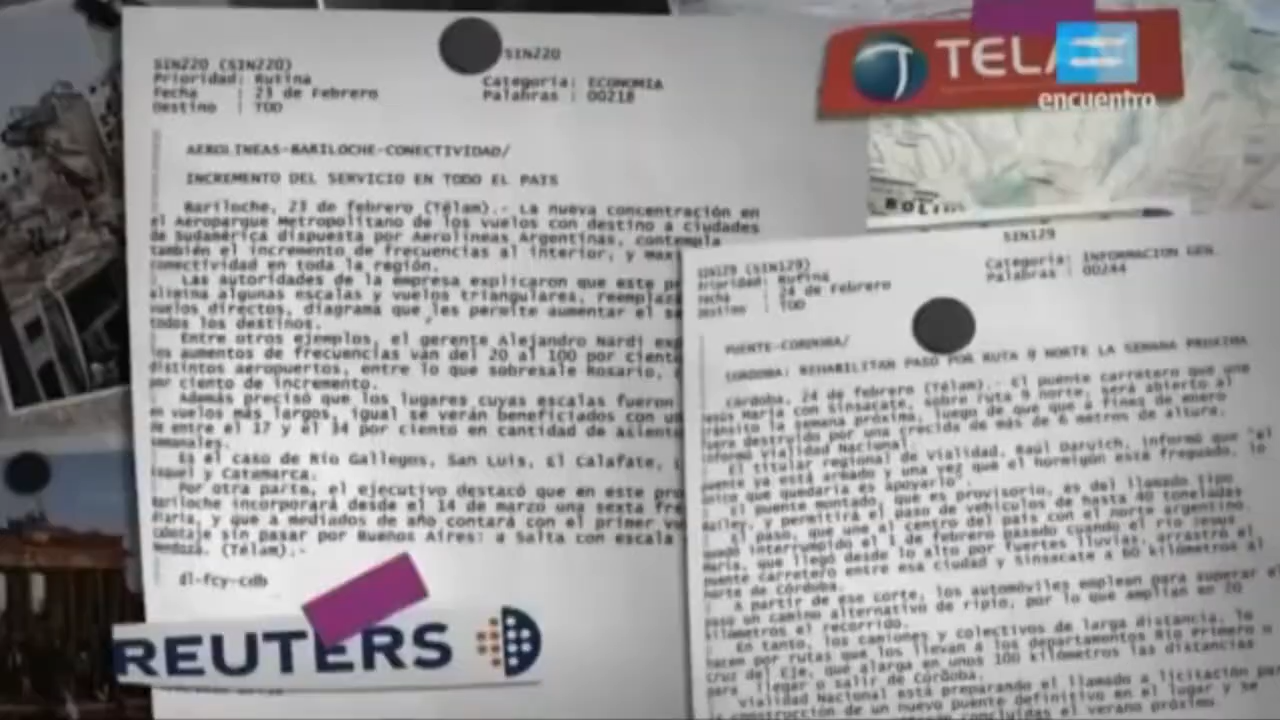 SIN220
SIN220 (SIN220)
Prioridad: Rutina
Fecha : 23 de Febrero
Destino : TOD
Categoria: ECONOMIA
Palabras : 00218
AEROLINEAS-BARILOCHE-CONECTIVIDAD/
INCREMENTO DEL SERVICIO EN TODO EL PAIS
Bariloche, 23 de febrero (Télam).- La nueva concentración en
el Aeroparque Metropolitano de los vuelos con destino a ciudades
de Sudamérica dispuesta por Aerolíneas Argentinas, contempla
también el incremento de frecuencias al interior, y
conectividad en toda la región.
Las autoridades de la empresa explicaron que este
elimina algunas escalas y vuelos triangulares,
vuelos directos, diagrama que les permite aumentar el
todos los destinos.
Entre otros ejemplos, el gerente Alejandro Nardi
los aumentos de frecuencias van del 20 al 100 por
distintos aeropuertos, entre lo que sobresale Rosario,
por ciento de incremento.
Además precisó que los lugares cuyas escalas fueron
en vuelos más largos, igual se verán beneficiados con
de entre el 17 y el 34 por ciento en cantidad de
semanales.
Es el caso de Río Gallegos, San Luis, El Calafate,
y Catamarca.
Por otra parte, el ejecutivo destacó que en este
Bariloche incorporará desde el 14 de marzo una sexta
diaria, y que a mediados de año contará con el primer
cabotaje sin pasar por Buenos Aires: a Salta con escala
Mendoza. (Télam).-
dl-fcy-cdb
REUTERS
TELA
encuentro
SIN129
SIN129 (SIN129)
Prioridad: Rutina
Fecha : 24 de Febrero
Destino : TOD
Categoria: INFORMACION GEN.
Palabras : 00244
PUENTE-CORDOBA/
CORDOBA: REHABILITAN PASO POR RUTA 9 NORTE LA SEMANA PROXIMA
Córdoba, 24 de febrero (Télam).- El puente carretero que une
Jesús María con Sinsacate, sobre ruta 9 norte, será abierto al
tránsito la semana próxima, luego de que que a fines de enero
fuera destruido por una crecida de más de 6 metros de altura,
informó Vialidad Nacional.
El titular regional de Vialidad, Raúl Daruich, informó que "el
puente ya está armado y una vez que el hormigón está fraguado, lo
único que quedaría es apoyarlo".
El puente montado, que es provisorio, es del llamado tipo
Bailey, y permitirá el paso de vehículos de hasta 40 toneladas
El paso, que une al centro del país con el norte argentino,
quedó interrumpido el 1 de febrero pasado cuando el río Jesús
María, que llegó desde lo alto por fuertes lluvias, arrastró el
puente carretero entre esa ciudad y Sinsacate a 60 kilómetros al
norte de Córdoba.
A partir de ese corte, los automóviles emplean para superar el
paso un camino alternativo de ripio, por lo que amplían en 20
kilómetros el recorrido.
En tanto, los camiones y colectivos de larga distancia, lo
hacen por rutas que los llevan a los departamentos Río Primero o
Cruz del Eje, que alarga en unos 100 kilómetros las distancias
para llegar o salir de Córdoba.
Vialidad Nacional está preparando el llamado a licitación
construcción de un nuevo puente definitivo en el lugar y se
concluidas el verano próximo.